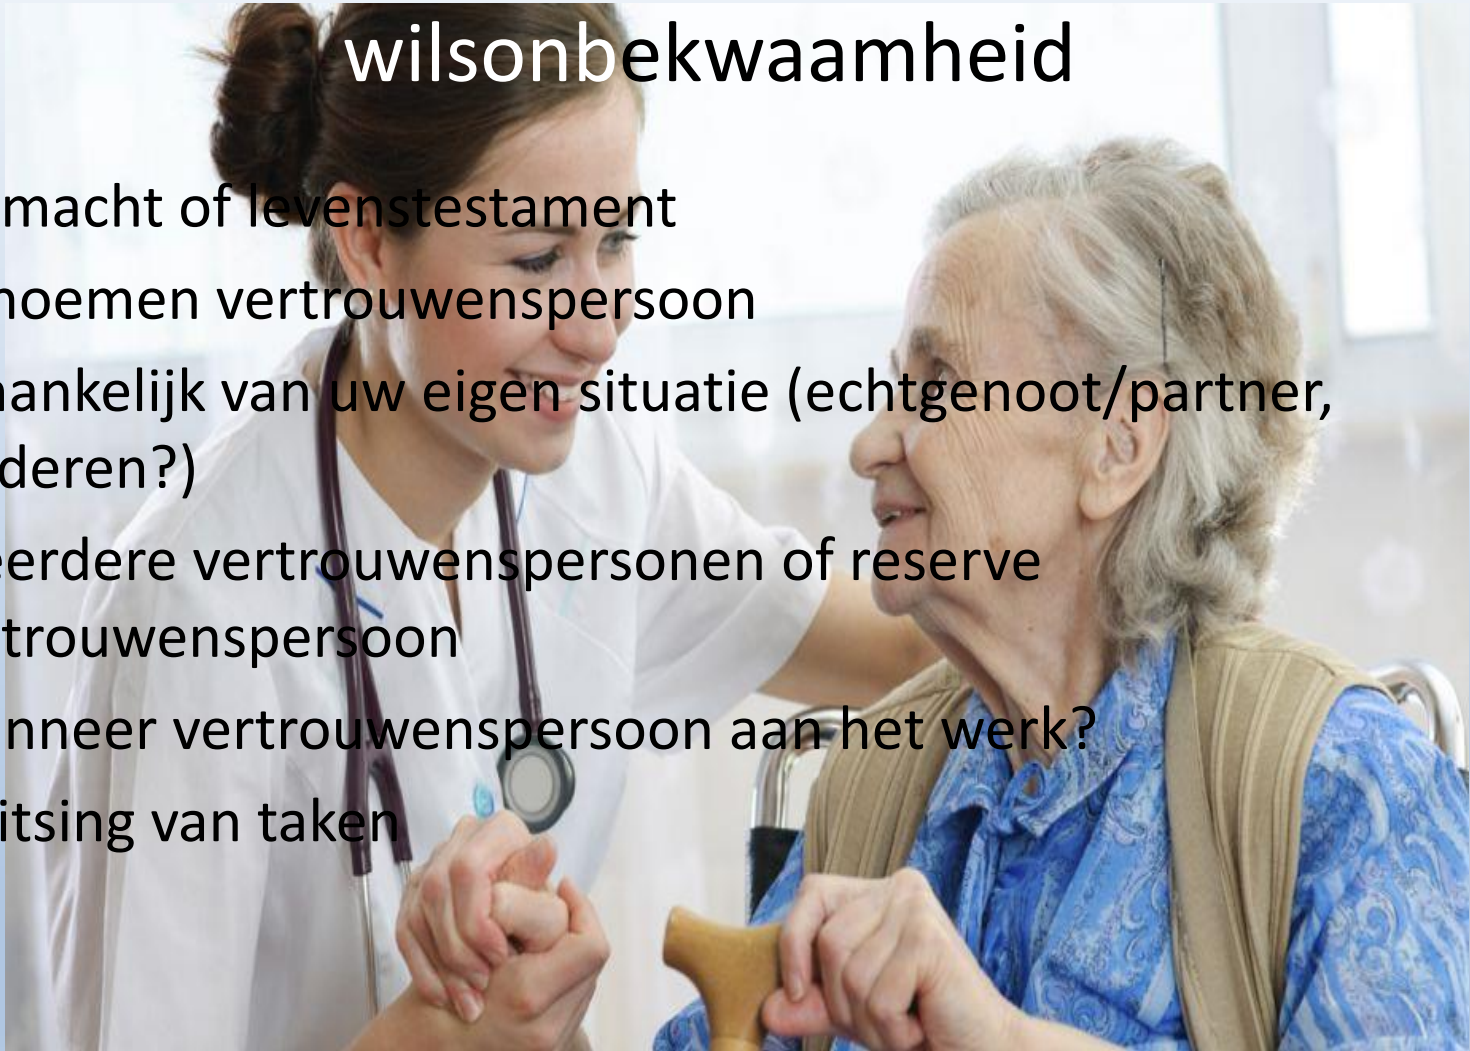 wilsonbekwaamheid
macht of levenstestament
noemen vertrouwenspersoon
hankelijk van uw eigen situatie (echtgenoot/partner,
deren?)
eerdere vertrouwenspersonen of reserve
trouwenspersoon
nneer vertrouwenspersoon aan het werk?
itsing van taken